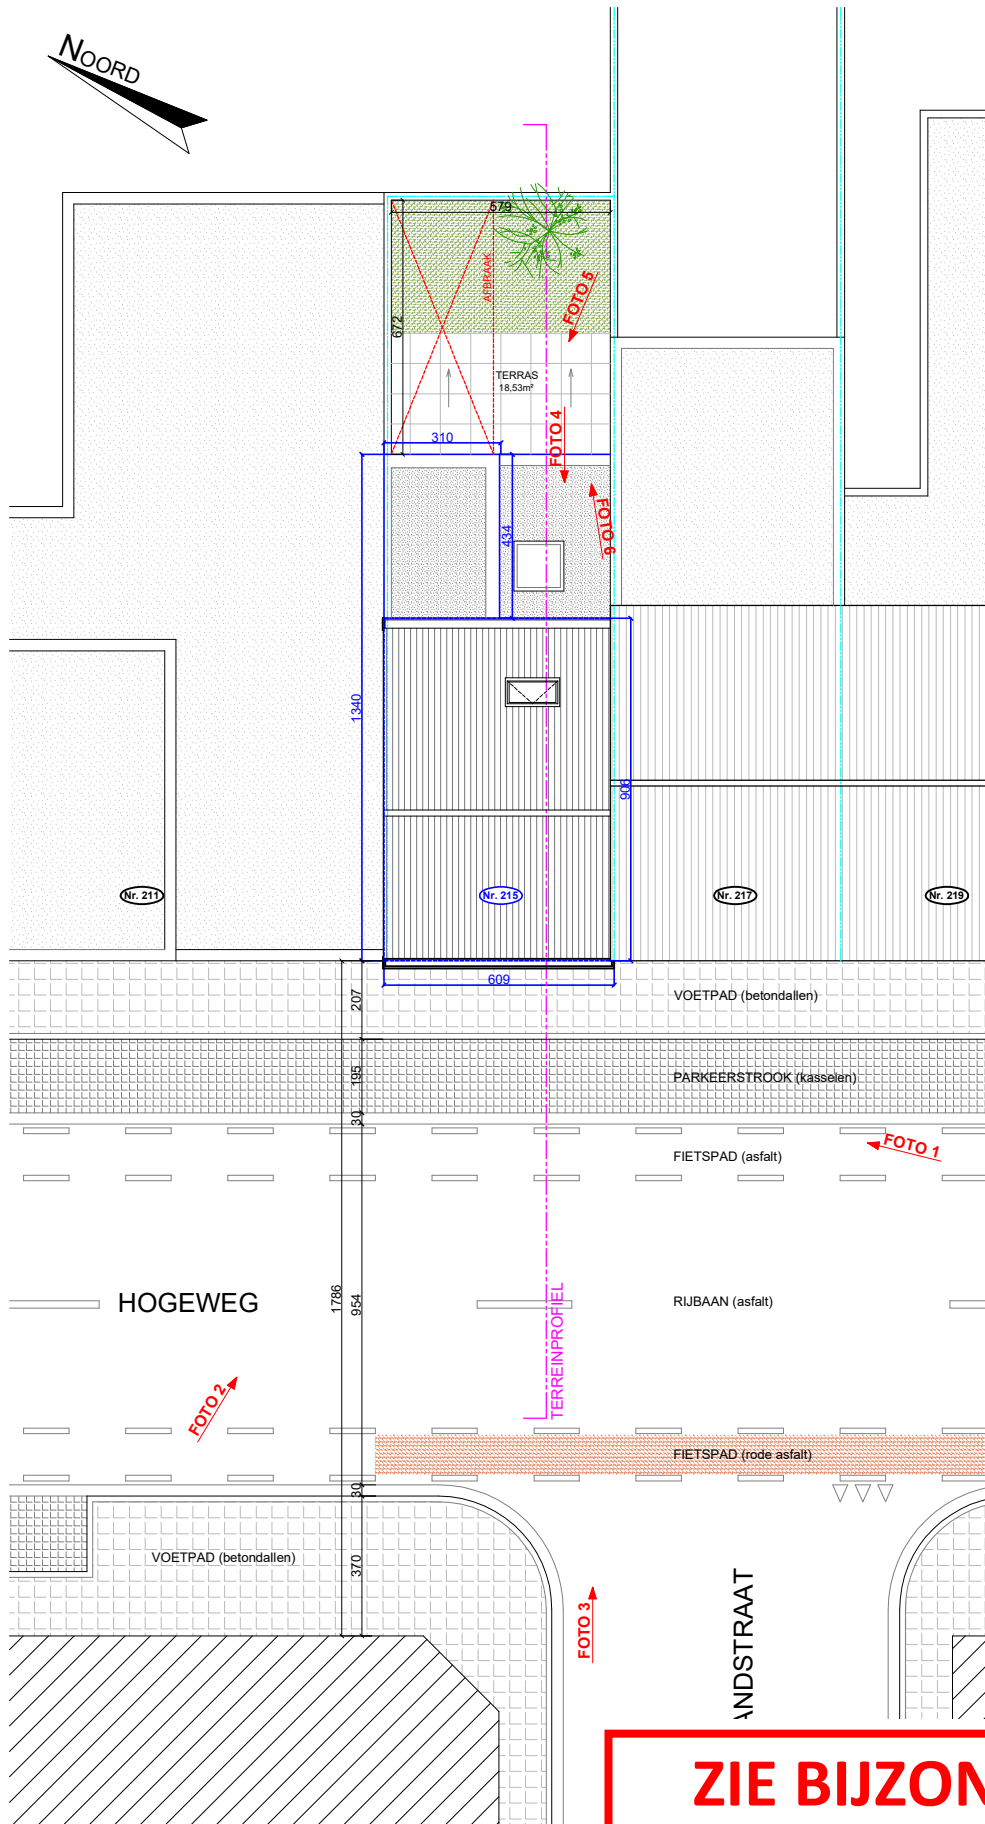 NOORD
579
AFBRAAK
672
FOTO 5
TERRAS
18,53m²
310
FOTO 4
434
FOTO 6
1340
906
Nr. 211
Nr. 215
Nr. 217
Nr. 219
609
207
VOETPAD (betondallen)
195
PARKEERSTROOK (kasseien)
30
FIETSPAD (asfalt)
FOTO 1
HOGEWEG
1786
954
TERREINPROFIEL
RIJBAAN (asfalt)
FOTO 2
FIETSPAD (rode asfalt)
30
VOETPAD (betondallen)
370
FOTO 3
ANDSTRAAT
ZIE BIJZON